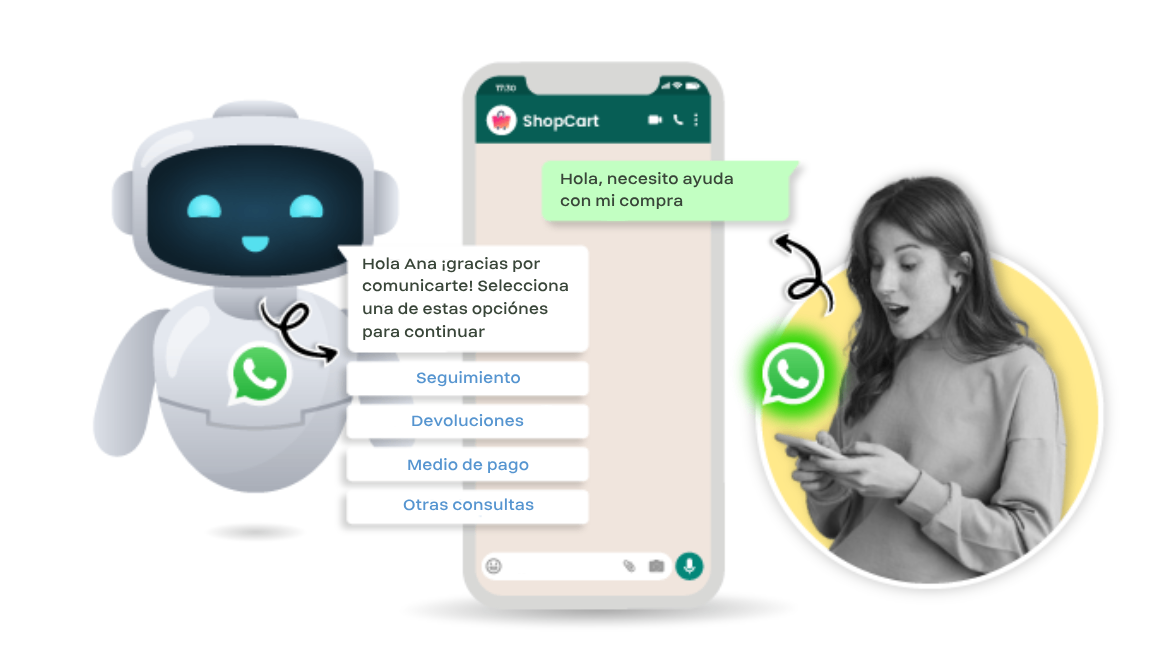 17:30
ShopCart
Hola, necesito ayuda
con mi compra
Hola Ana ¡gracias por
comunicarte! Selecciona
una de estas opciónes
para continuar
Seguimiento
Devoluciones
Medio de pago
Otras consultas